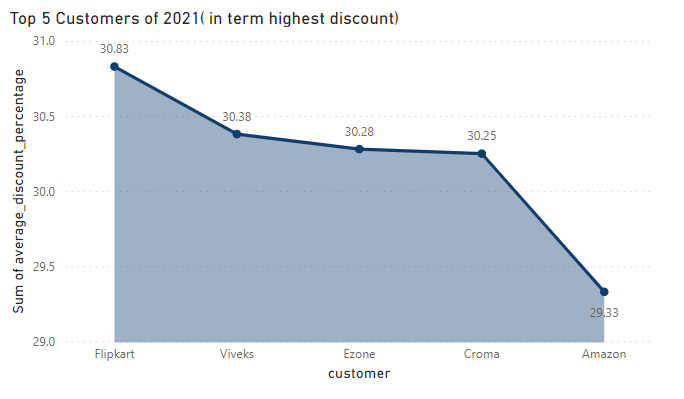 Top 5 Customers of 2021( in term highest discount)
Sum of average_discount_percentage
31.0
30.5
30.0
29.5
29.0
30.83
30.38
30.28
30.25
29.33
Flipkart
Viveks
Ezone
Croma
Amazon
customer